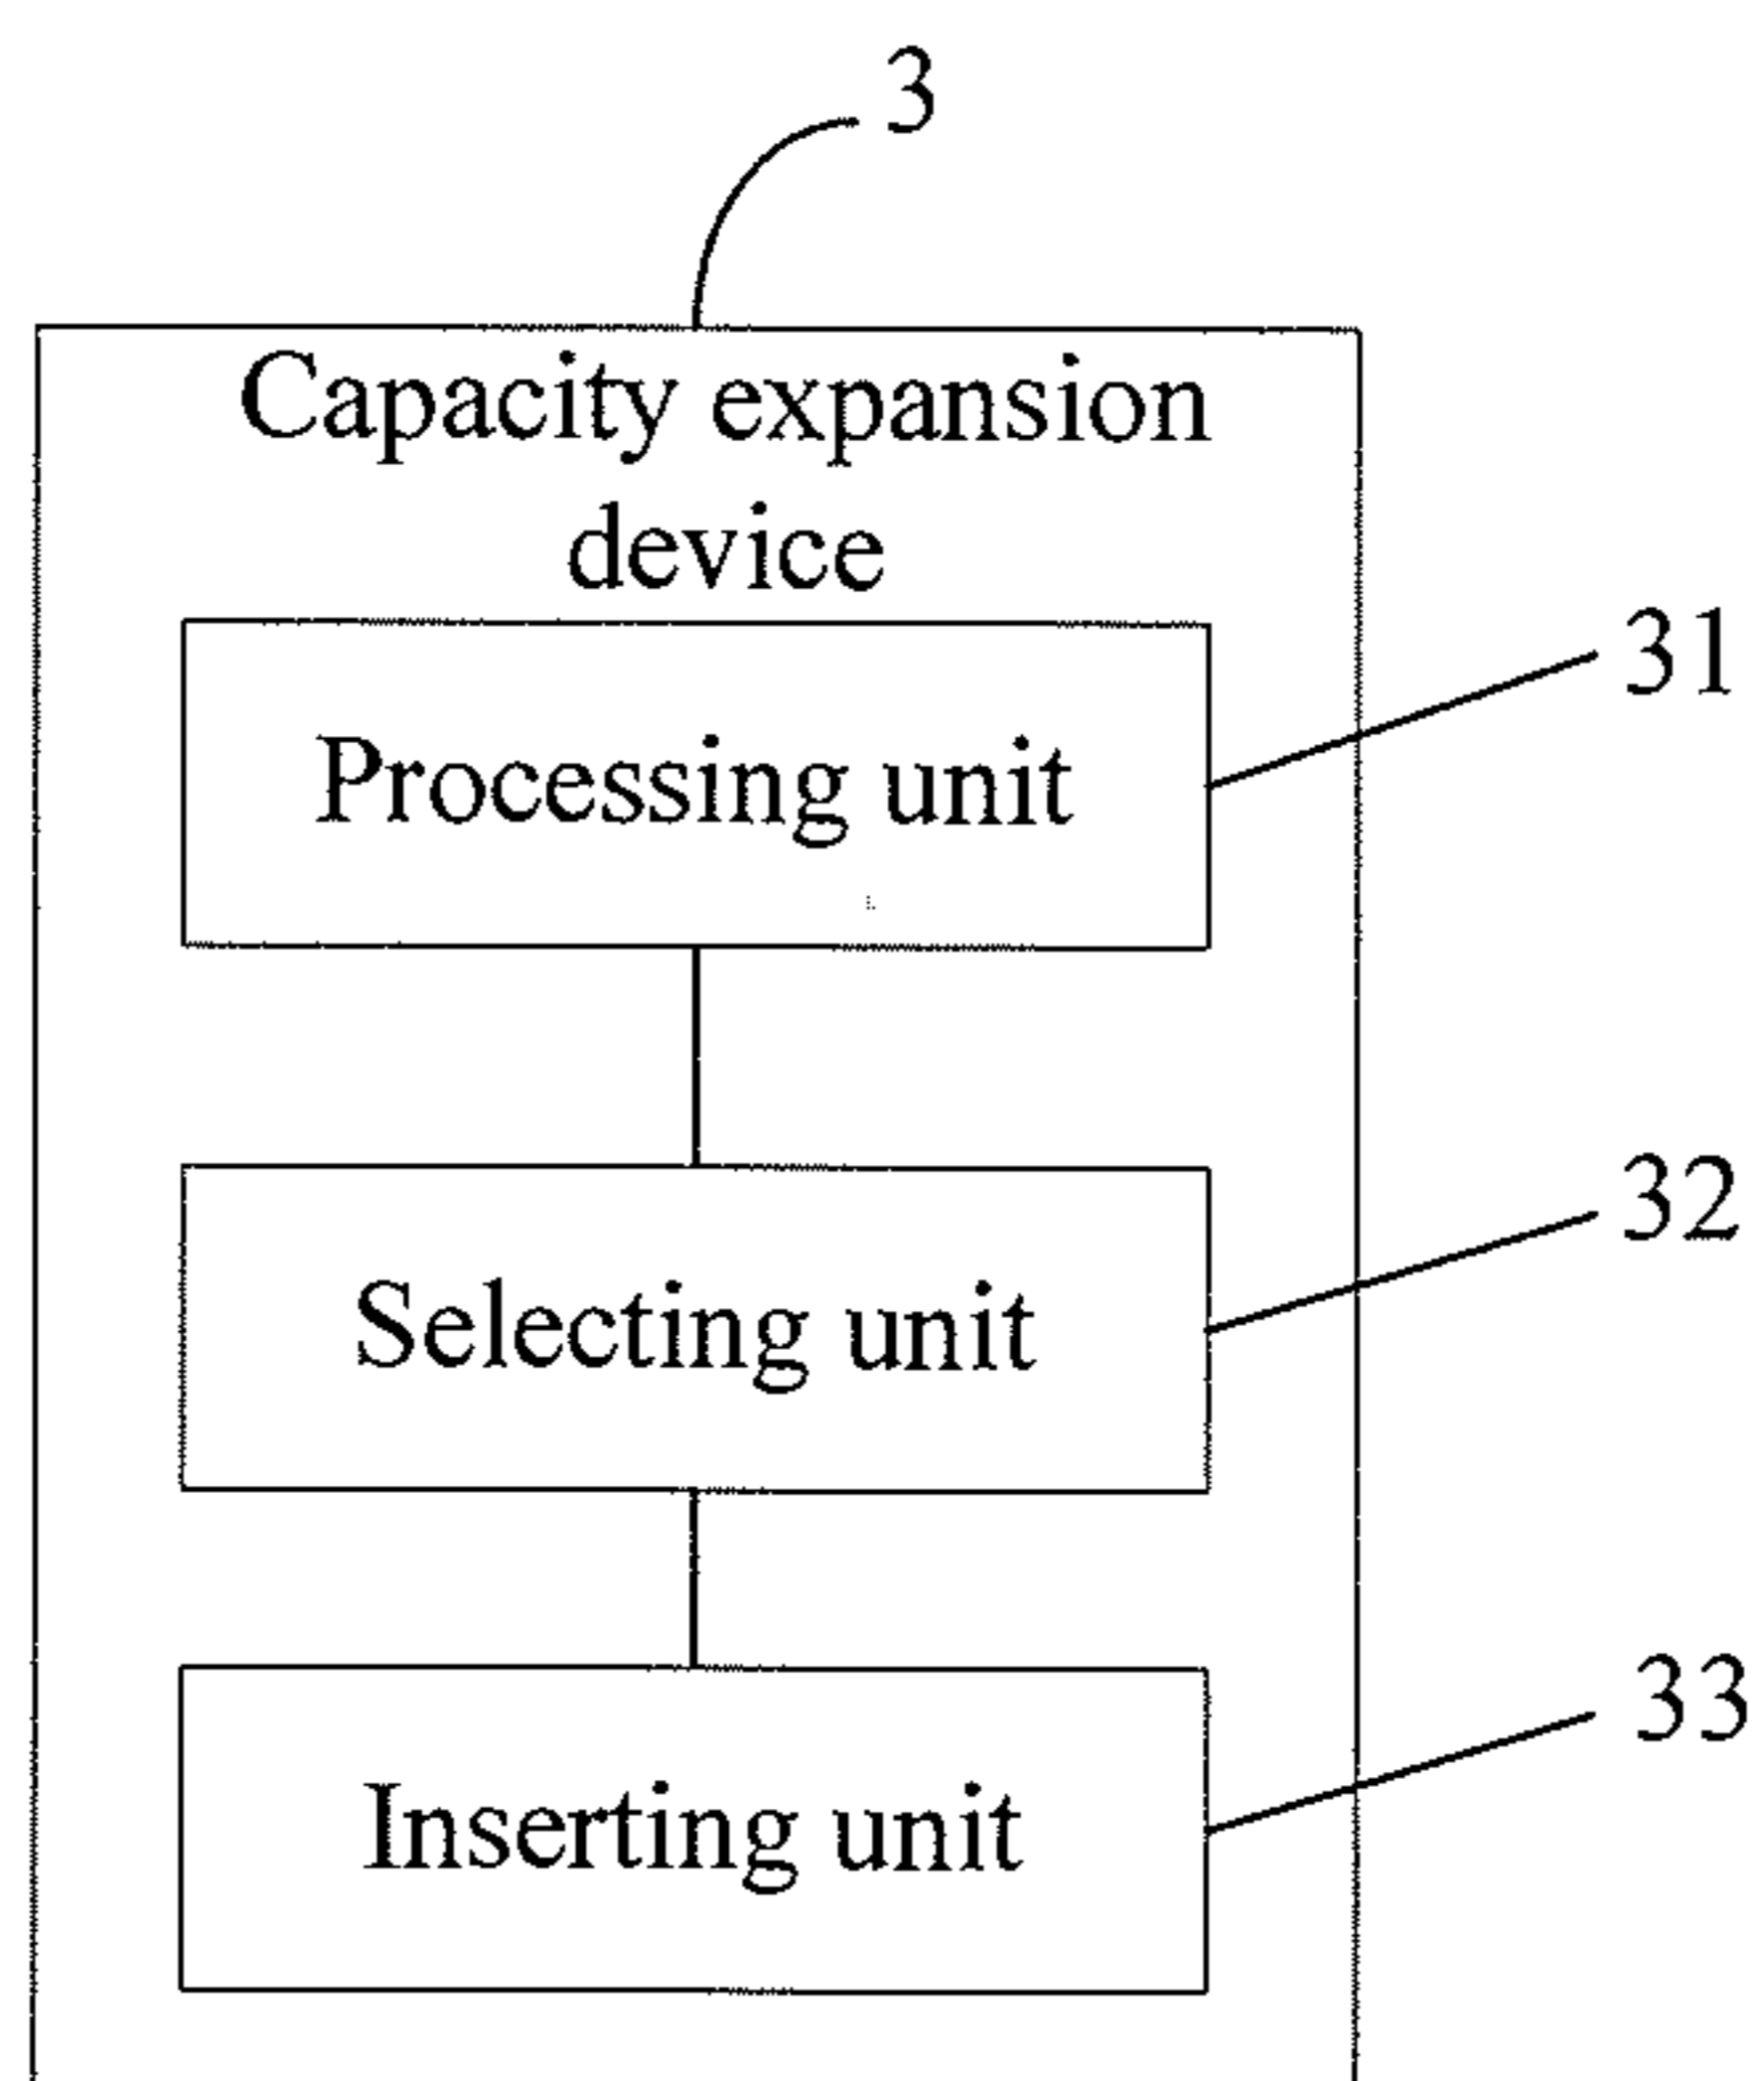 3
Capacity expansion
device
31
Processing unit
32
Selecting unit
33
Inserting unit